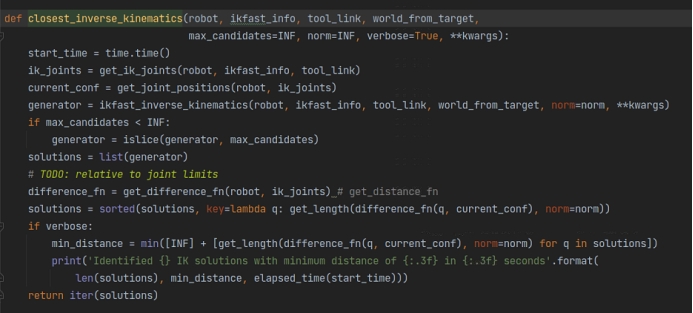 def closest_inverse_kinematics(robot, ikfast_info, tool_link, world_from_target,
                               max_candidates=INF, norm=INF, verbose=True, **kwargs):
    start_time = time.time()
    ik_joints = get_ik_joints(robot, ikfast_info, tool_link)
    current_conf = get_joint_positions(robot, ik_joints)
    generator = ikfast_inverse_kinematics(robot, ikfast_info, tool_link, world_from_target, norm=norm, **kwargs)
    if max_candidates < INF:
        generator = islice(generator, max_candidates)
    solutions = list(generator)
    # TODO: relative to joint limits
    difference_fn = get_difference_fn(robot, ik_joints) # get_distance_fn
    solutions = sorted(solutions, key=lambda q: get_length(difference_fn(q, current_conf), norm=norm))
    if verbose:
        min_distance = min([INF] + [get_length(difference_fn(q, current_conf), norm=norm) for q in solutions])
        print('Identified {} IK solutions with minimum distance of {:.3f} in {:.3f} seconds'.format(
            len(solutions), min_distance, elapsed_time(start_time)))
    return iter(solutions)